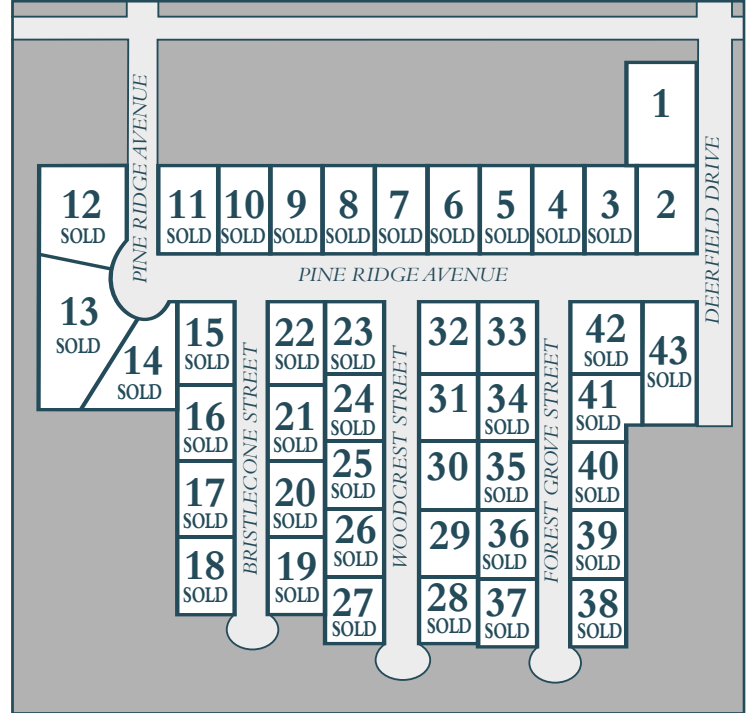 1
PINE RIDGE AVENUE
DEERFIELD DRIVE
12
SOLD
11
SOLD
10
SOLD
9
SOLD
8
SOLD
7
SOLD
6
SOLD
5
SOLD
4
SOLD
3
SOLD
2
PINE RIDGE AVENUE
13
SOLD
14
SOLD
15
SOLD
16
SOLD
17
SOLD
18
SOLD
BRISTLECONE STREET
22
SOLD
21
SOLD
20
SOLD
19
SOLD
23
SOLD
24
SOLD
25
SOLD
26
SOLD
27
SOLD
WOODCREST STREET
32
31
30
29
28
SOLD
33
34
SOLD
35
SOLD
36
SOLD
37
SOLD
FOREST GROVE STREET
42
SOLD
41
SOLD
40
SOLD
39
SOLD
38
SOLD
43
SOLD